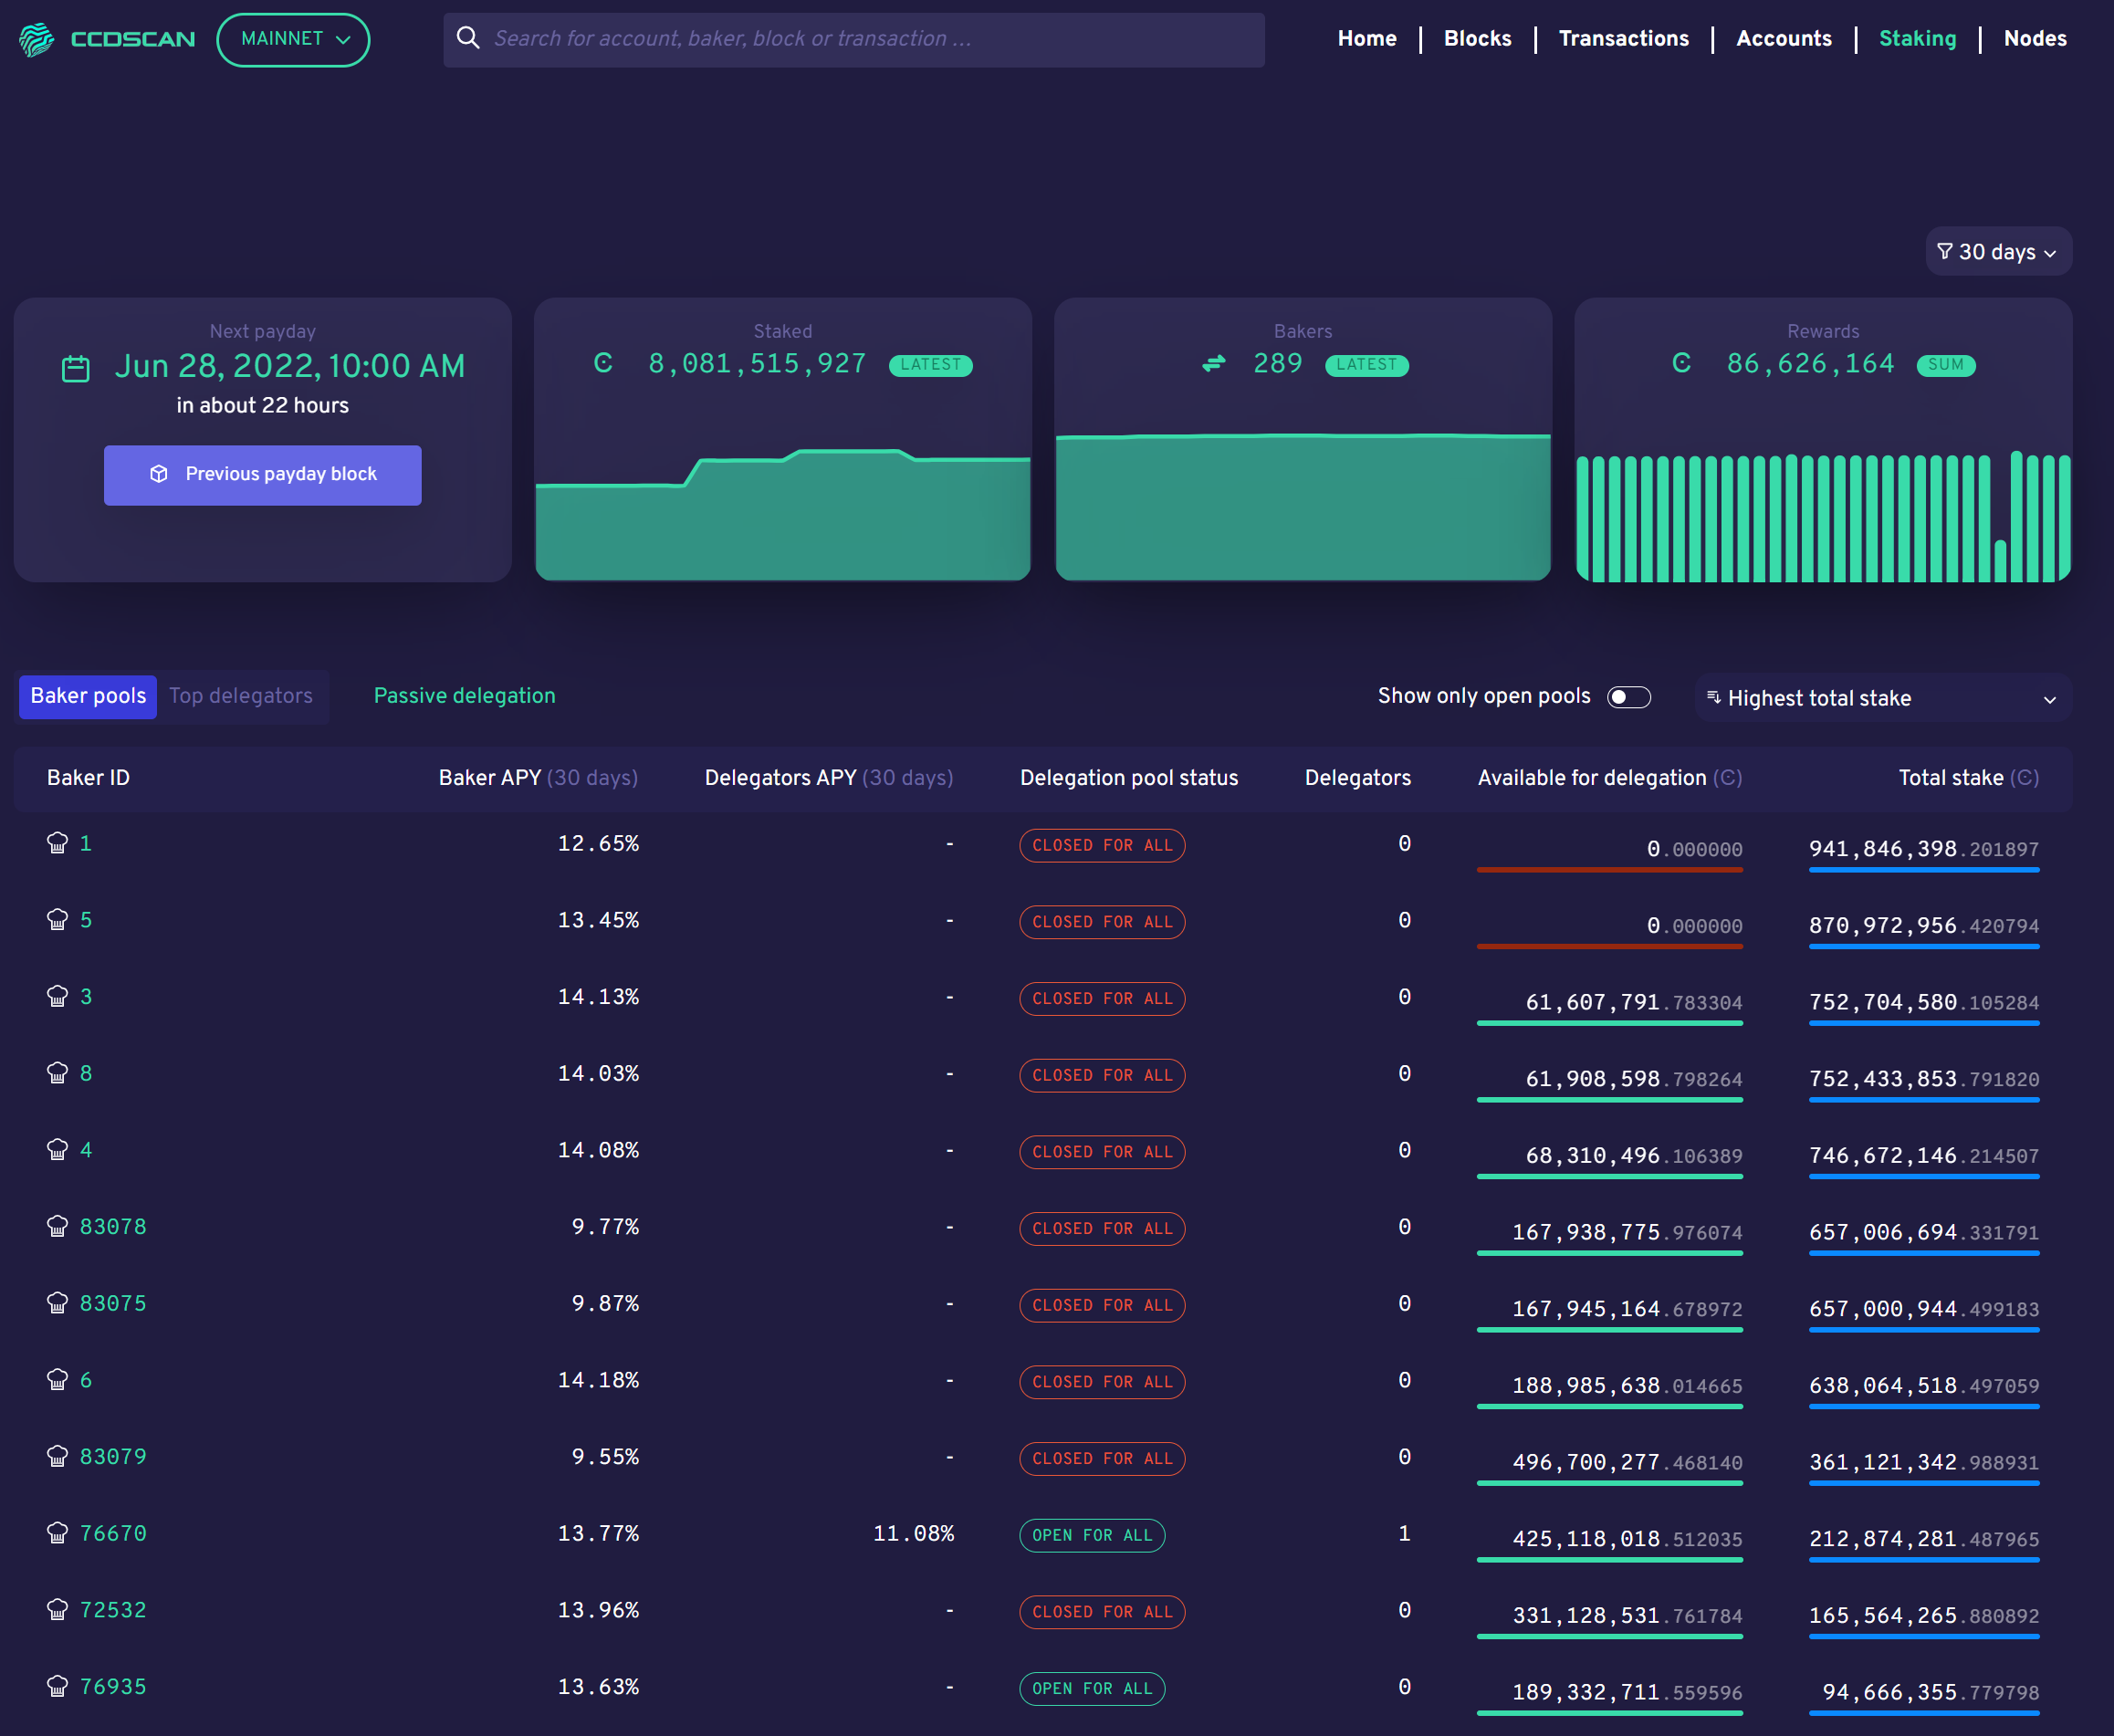 CCDSCAN MAINNET Search for account, baker, block or transaction ... Home | Blocks | Transactions | Accounts | Staking | Nodes
30 days
Next payday
Jun 28, 2022, 10:00 AM
in about 22 hours
Previous payday block
Staked
8,081,515,927 LATEST
Bakers
289 LATEST
Rewards
86,626,164 SUM
Baker pools Top delegators Passive delegation Show only open pools Highest total stake
Baker ID Baker APY (30 days) Delegators APY (30 days) Delegation pool status Delegators Available for delegation (Ͼ) Total stake (Ͼ)
1 12.65% - CLOSED FOR ALL 0 0.000000 941,846,398.201897
5 13.45% - CLOSED FOR ALL 0 0.000000 870,972,956.420794
3 14.13% - CLOSED FOR ALL 0 61,607,791.783304 752,704,580.105284
8 14.03% - CLOSED FOR ALL 0 61,908,598.798264 752,433,853.791820
4 14.08% - CLOSED FOR ALL 0 68,310,496.106389 746,672,146.214507
83078 9.77% - CLOSED FOR ALL 0 167,938,775.976074 657,006,694.331791
83075 9.87% - CLOSED FOR ALL 0 167,945,164.678972 657,000,944.499183
6 14.18% - CLOSED FOR ALL 0 188,985,638.014665 638,064,518.497059
83079 9.55% - CLOSED FOR ALL 0 496,700,277.468140 361,121,342.988931
76670 13.77% 11.08% OPEN FOR ALL 1 425,118,018.512035 212,874,281.487965
72532 13.96% - CLOSED FOR ALL 0 331,128,531.761784 165,564,265.880892
76935 13.63% - OPEN FOR ALL 0 189,332,711.559596 94,666,355.779798